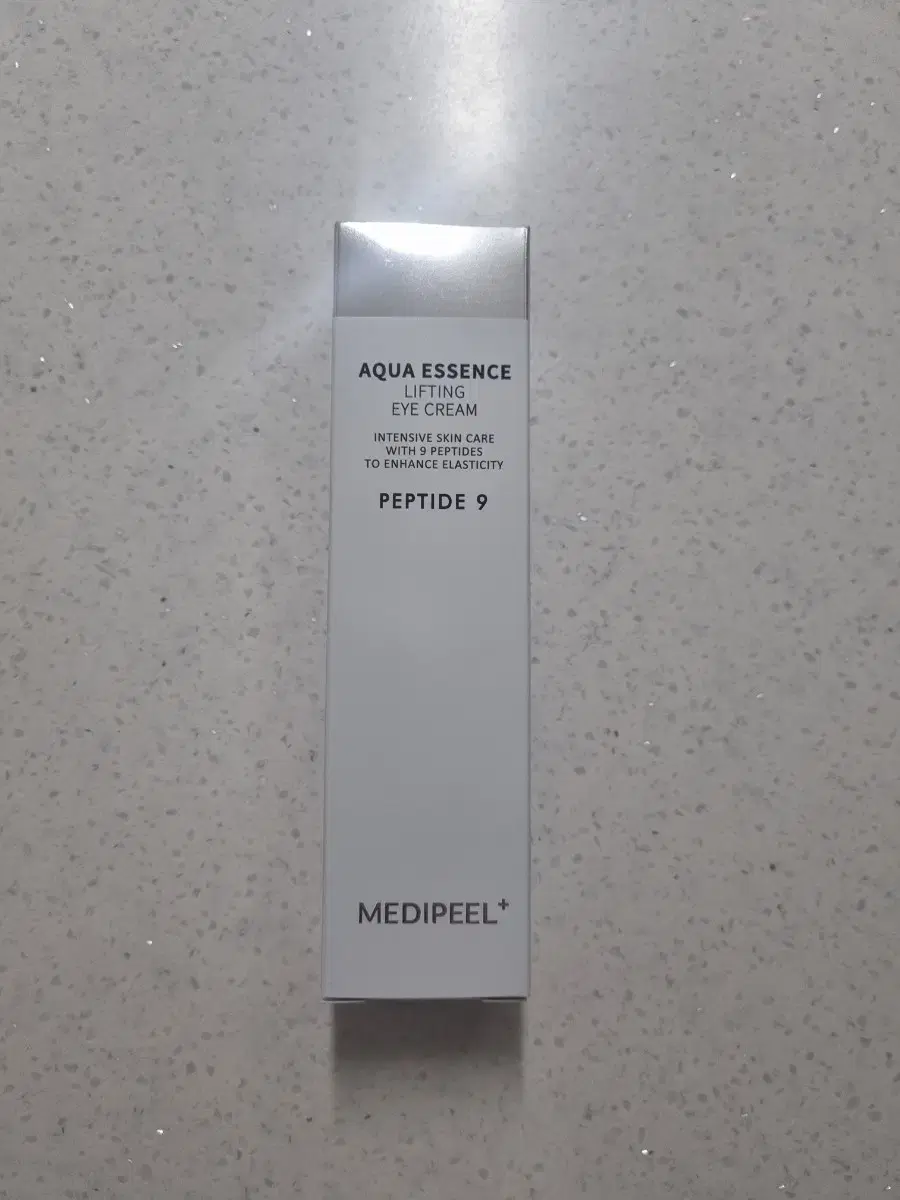 AQUA ESSENCE
LIFTING
EYE CREAM
INTENSIVE SKIN CARE
WITH 9 PEPTIDES
TO ENHANCE ELASTICITY
PEPTIDE 9
MEDIPEEL+